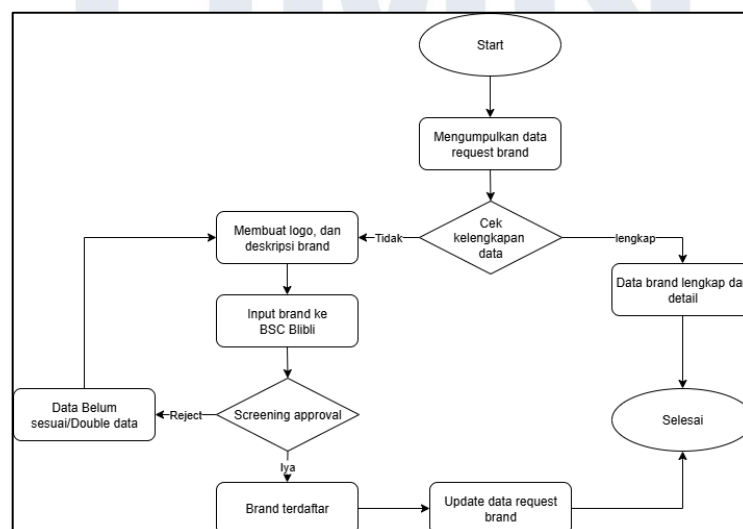 Start
Mengumpulkan data
request brand
Cek
kelengkapan
data
Tidak
lengkap
Membuat logo, dan
deskripsi brand
Data brand lengkap da
detail
Input brand ke
BSC Blibli
Screening approval
Reject
Data Belum
sesuai/Double data
Selesai
Iya
Brand terdaftar
Update data request
brand